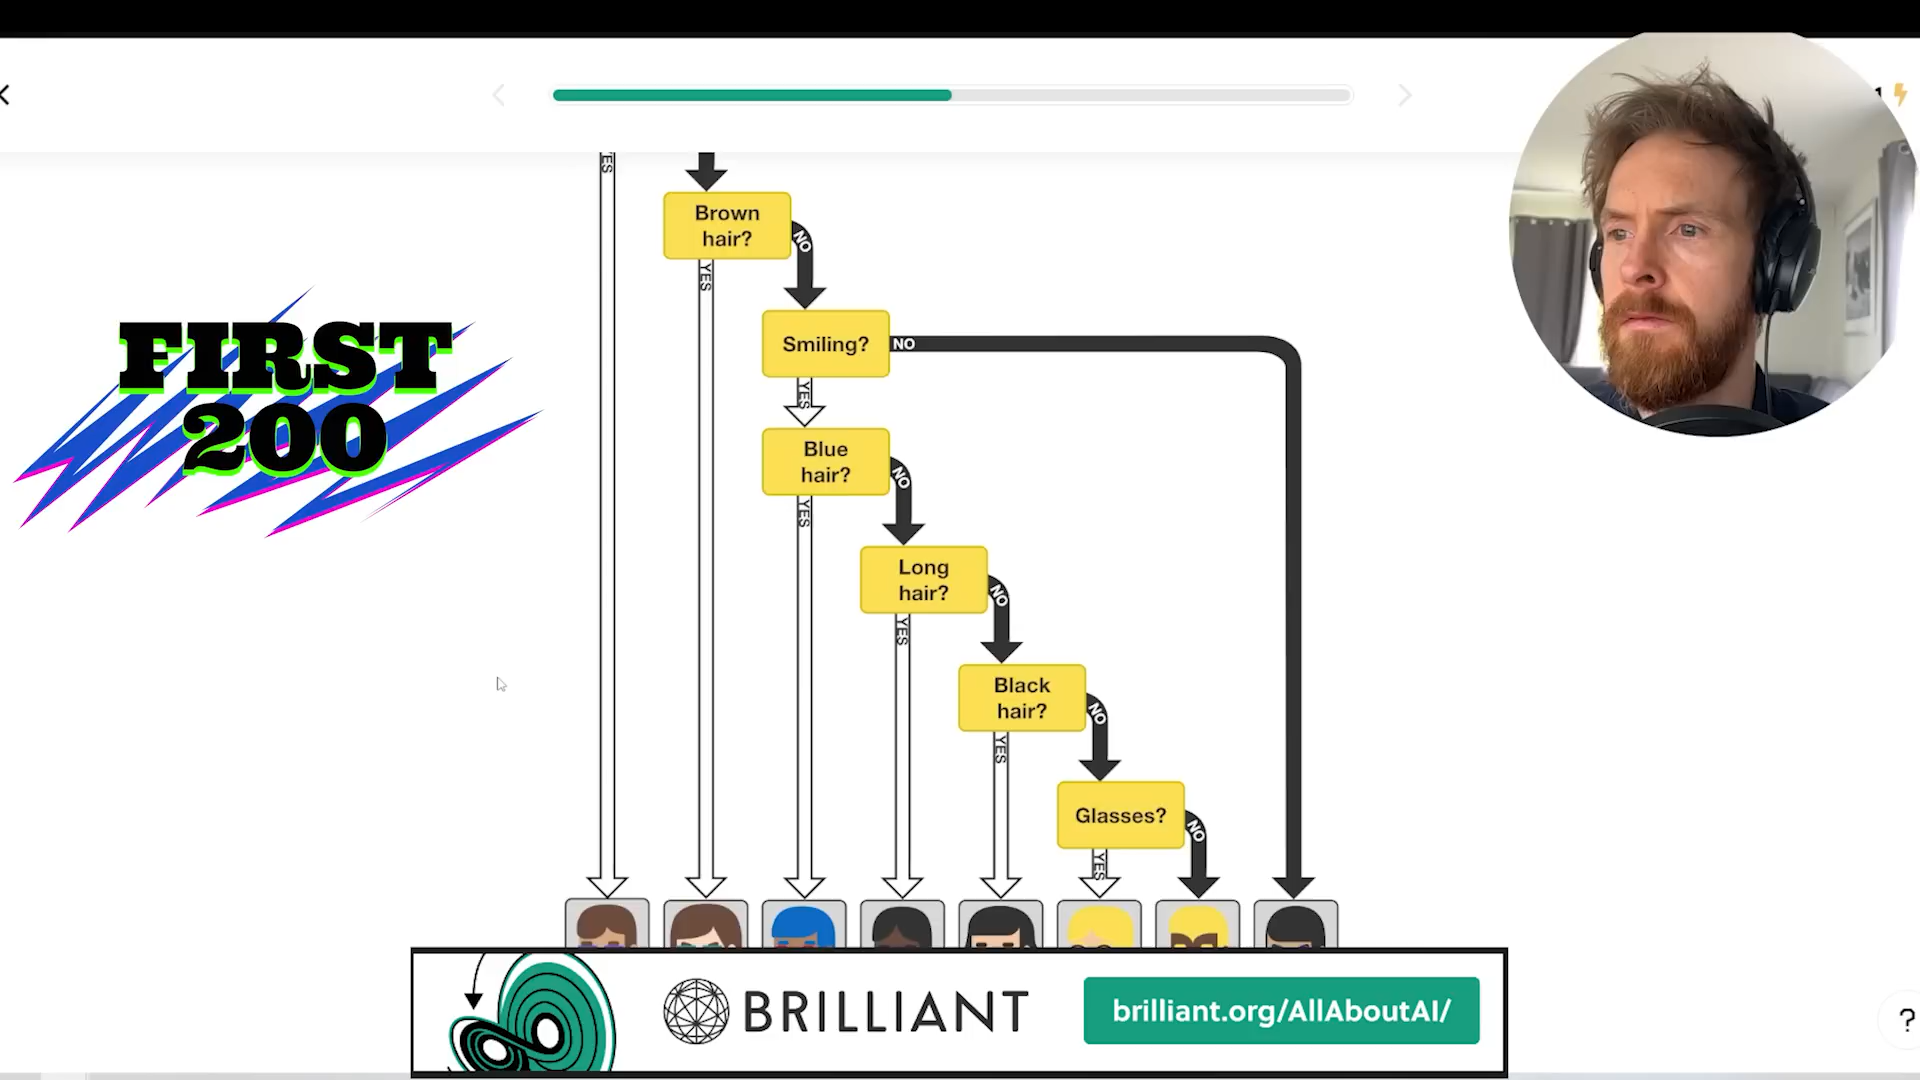 Brown
hair?
NO
YES
Smiling?
NO
YES
Blue
hair?
NO
YES
Long
hair?
NO
YES
Black
hair?
NO
YES
Glasses?
NO
YES
FIRST
200
BRILLIANT
brilliant.org/AllAboutAI/
?